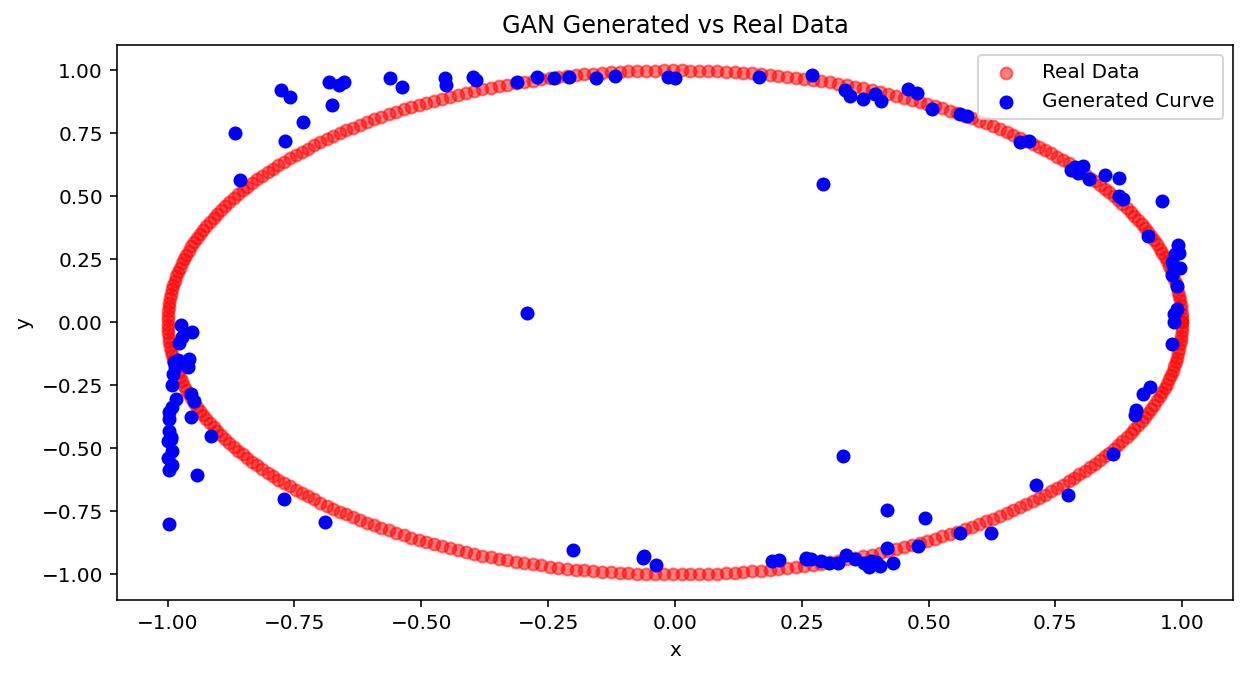 GAN Generated vs Real Data
Real Data
Generated Curve
1.00
0.75
0.50
0.25
0.00
−0.25
−0.50
−0.75
−1.00
y
−1.00 −0.75 −0.50 −0.25 0.00 0.25 0.50 0.75 1.00
x